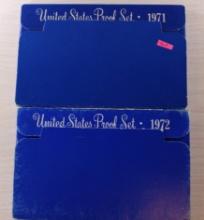 United States Proof Set · 1971
United States Proof Set · 1972